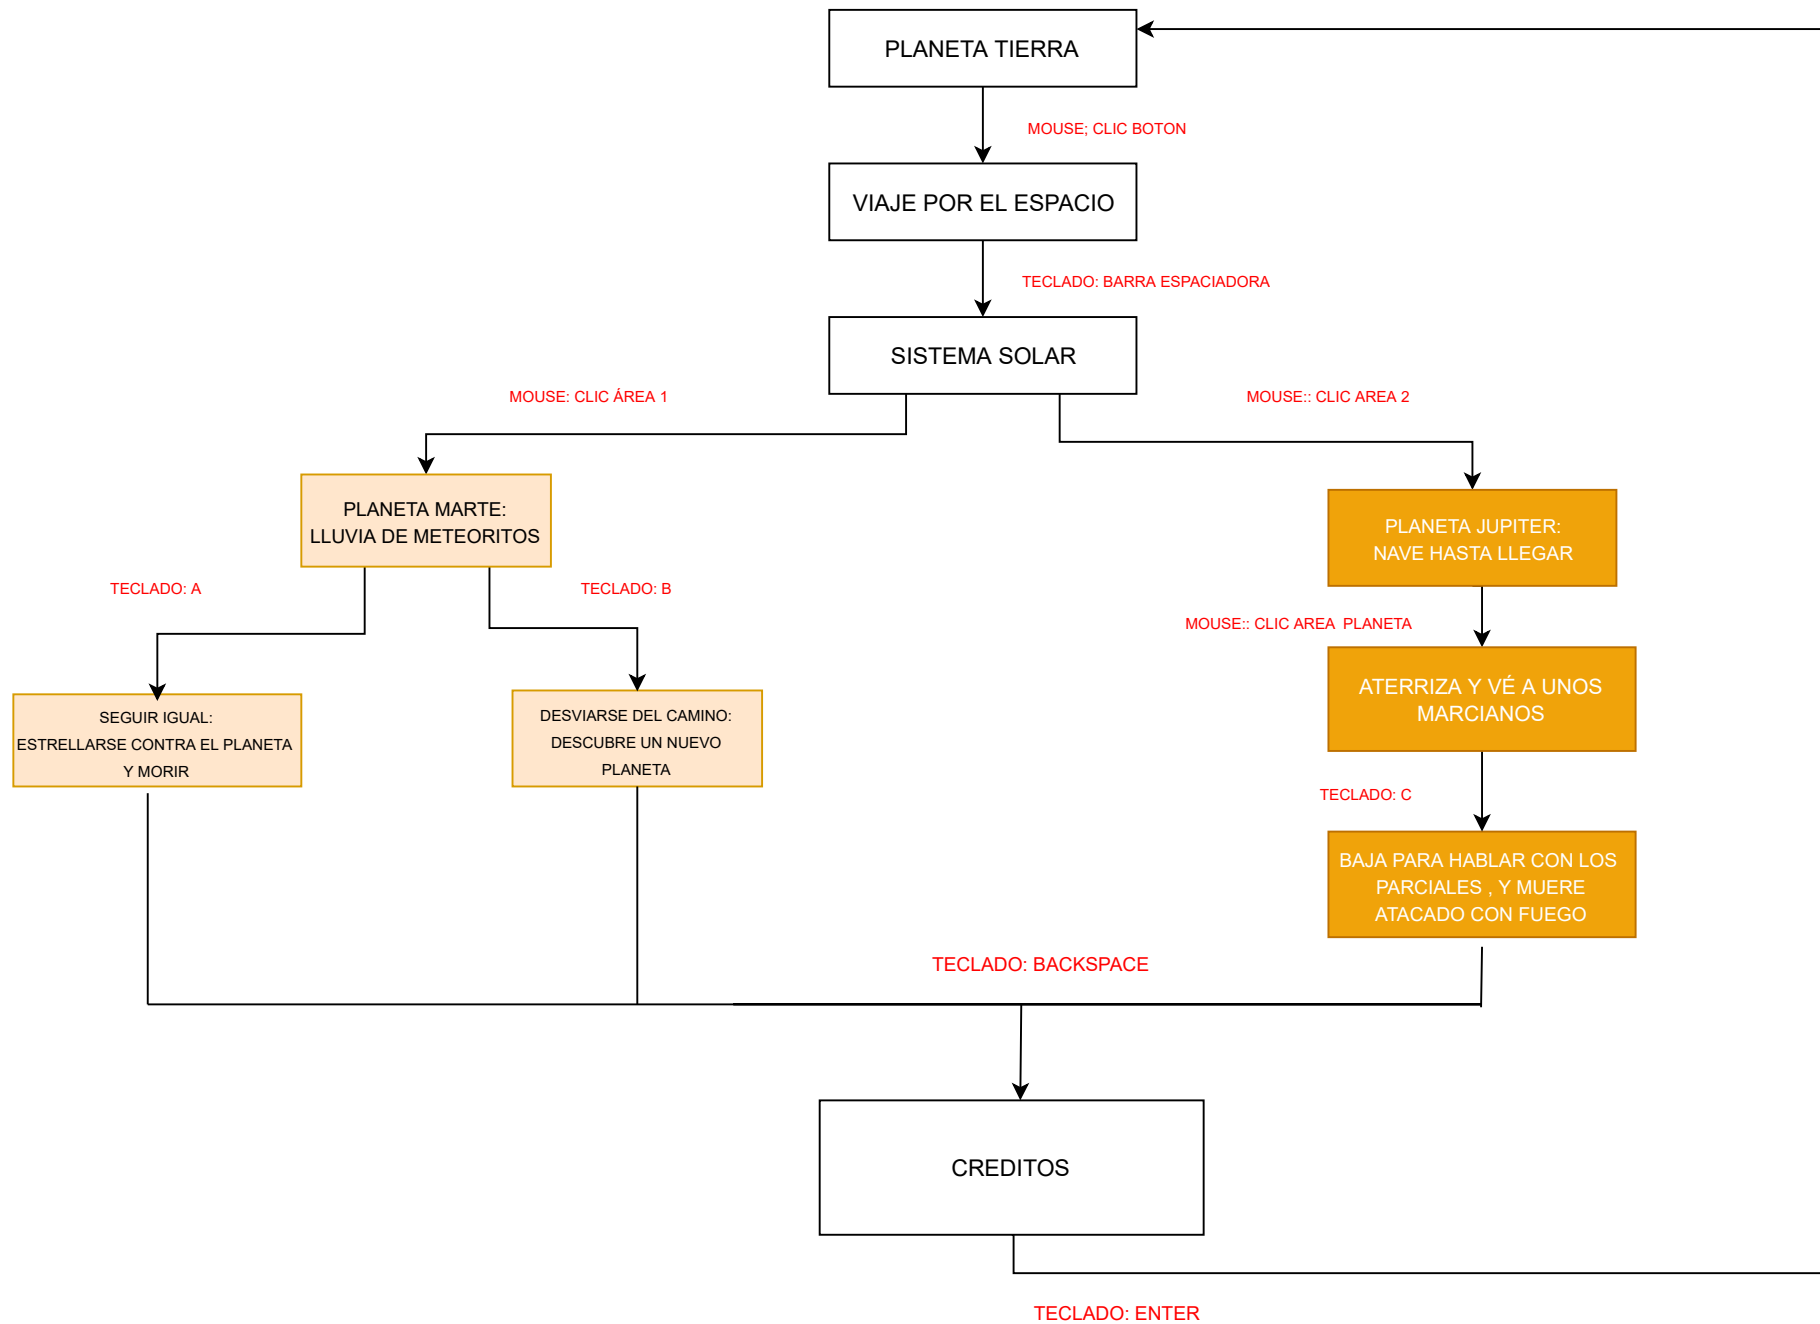 PLANETA TIERRA
MOUSE; CLIC BOTON
VIAJE POR EL ESPACIO
TECLADO: BARRA ESPACIADORA
SISTEMA SOLAR
MOUSE: CLIC ÁREA 1
MOUSE:: CLIC AREA 2
PLANETA MARTE:
LLUVIA DE METEORITOS
PLANETA JUPITER:
NAVE HASTA LLEGAR
TECLADO: A
TECLADO: B
MOUSE:: CLIC AREA PLANETA
SEGUIR IGUAL:
ESTRELLARSE CONTRA EL PLANETA
Y MORIR
DESVIARSE DEL CAMINO:
DESCUBRE UN NUEVO
PLANETA
ATERRIZA Y VÉ A UNOS
MARCIANOS
TECLADO: C
BAJA PARA HABLAR CON LOS
PARCIALES , Y MUERE
ATACADO CON FUEGO
TECLADO: BACKSPACE
CREDITOS
TECLADO: ENTER